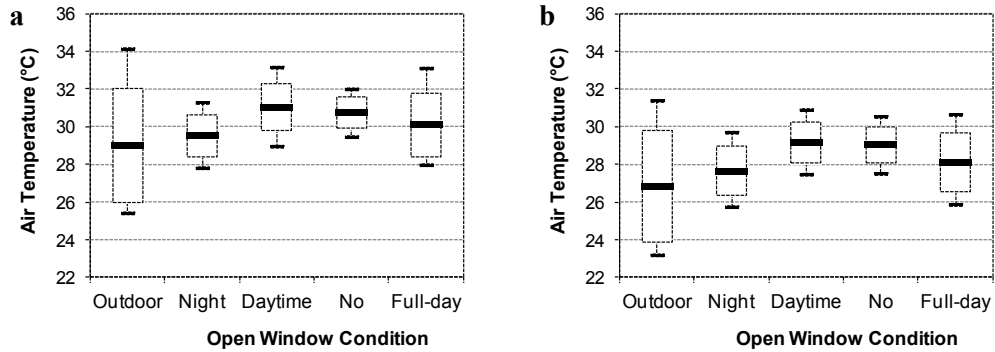 a
36
34
32
30
28
26
24
22
Air Temperature (°C)
Outdoor Night Daytime No Full-day
Open Window Condition
b
36
34
32
30
28
26
24
22
Air Temperature (°C)
Outdoor Night Daytime No Full-day
Open Window Condition